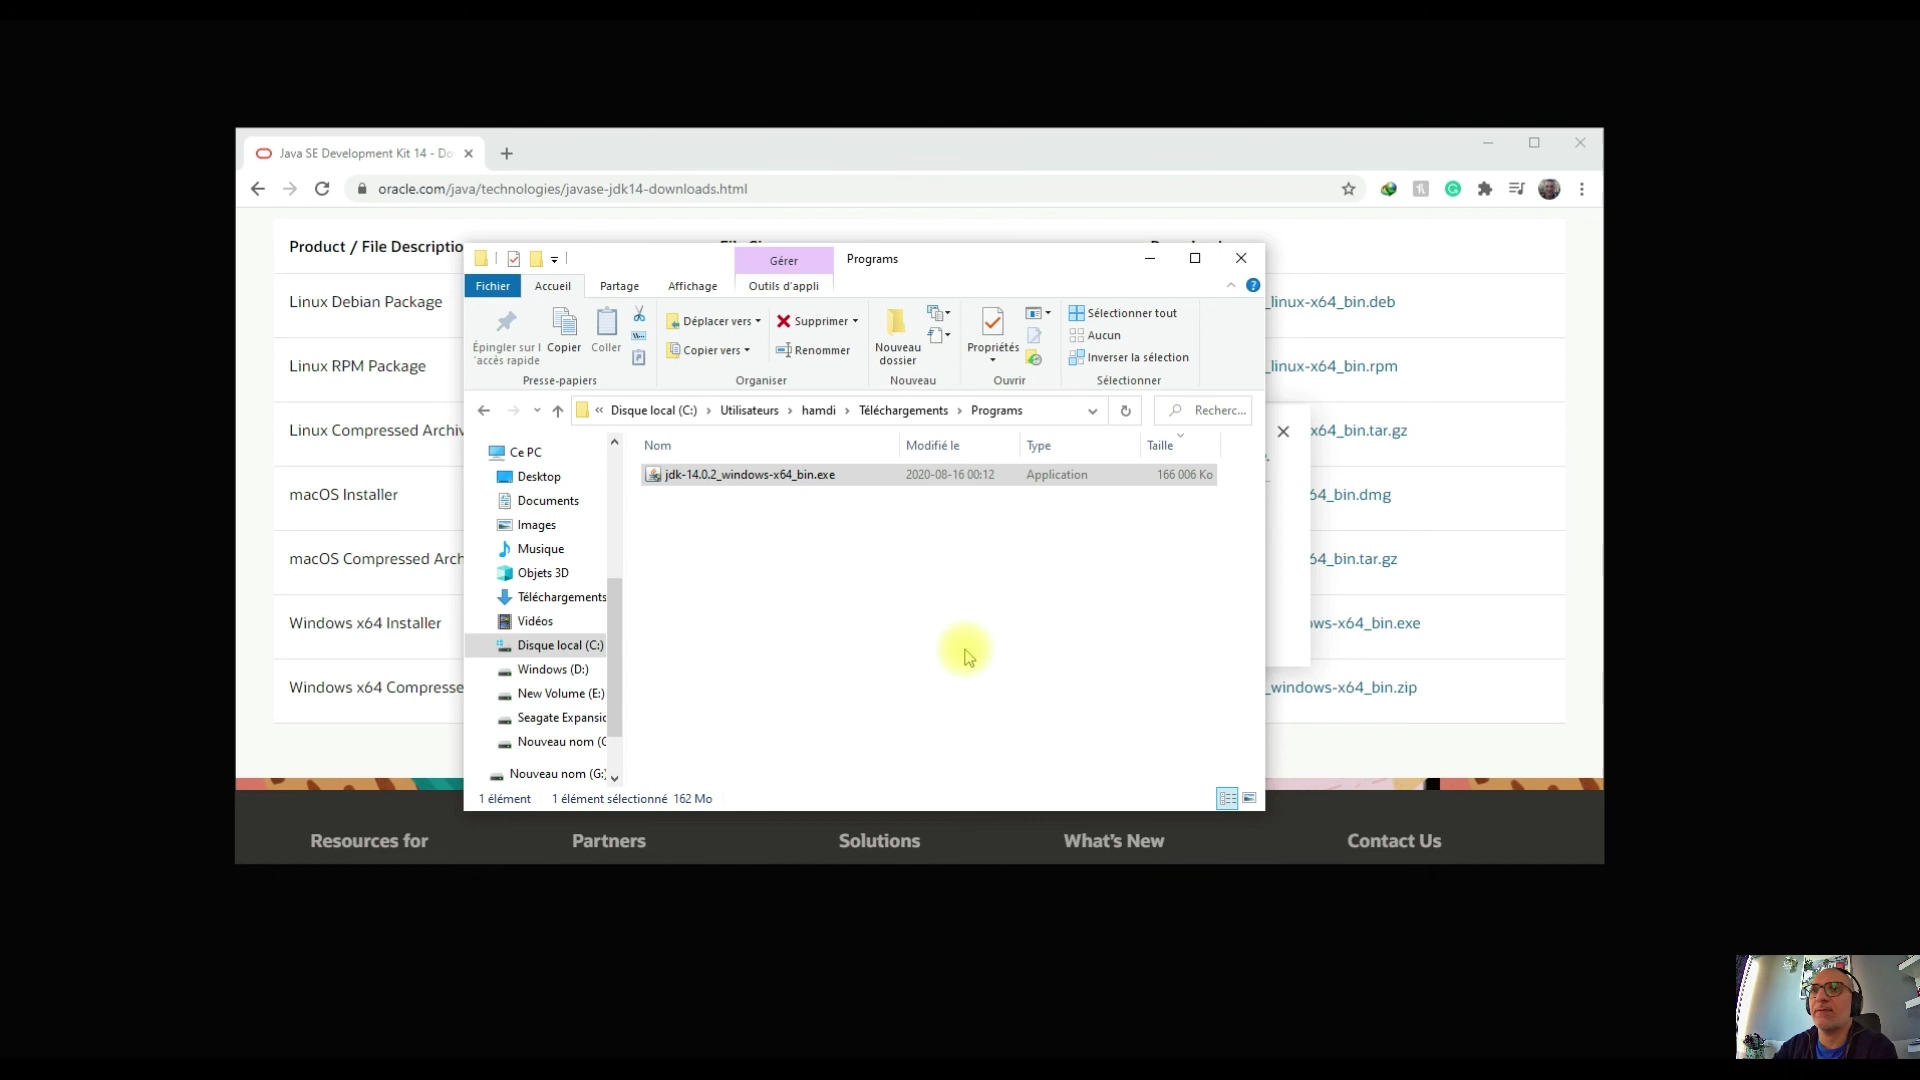 Java SE Development Kit 14 - Do
oracle.com/java/technologies/javase-jdk14-downloads.html
Product / File Descriptio
Linux Debian Package
Linux RPM Package
Linux Compressed Archiv
macOS Installer
macOS Compressed Arch
Windows x64 Installer
Windows x64 Compresse
Gérer
Programs
Fichier
Accueil
Partage
Affichage
Outils d'appli
Épingler sur l
'accès rapide
Copier
Coller
Presse-papiers
Déplacer vers
Copier vers
Supprimer
Renommer
Organiser
Nouveau
dossier
Nouveau
Propriétés
Ouvrir
Sélectionner tout
Aucun
Inverser la sélection
Sélectionner
« Disque local (C:) › Utilisateurs › hamdi › Téléchargements › Programs
Recherc...
Nom Modifié le Type Taille
jdk-14.0.2_windows-x64_bin.exe 2020-08-16 00:12 Application 166 006 Ko
Ce PC
Desktop
Documents
Images
Musique
Objets 3D
Téléchargements
Vidéos
Disque local (C:)
Windows (D:)
New Volume (E:)
Seagate Expansio
Nouveau nom (G
Nouveau nom (G:)
1 élément 1 élément sélectionné 162 Mo
_linux-x64_bin.deb
_linux-x64_bin.rpm
x64_bin.tar.gz
64_bin.dmg
64_bin.tar.gz
ows-x64_bin.exe
_windows-x64_bin.zip
Resources for
Partners
Solutions
What's New
Contact Us